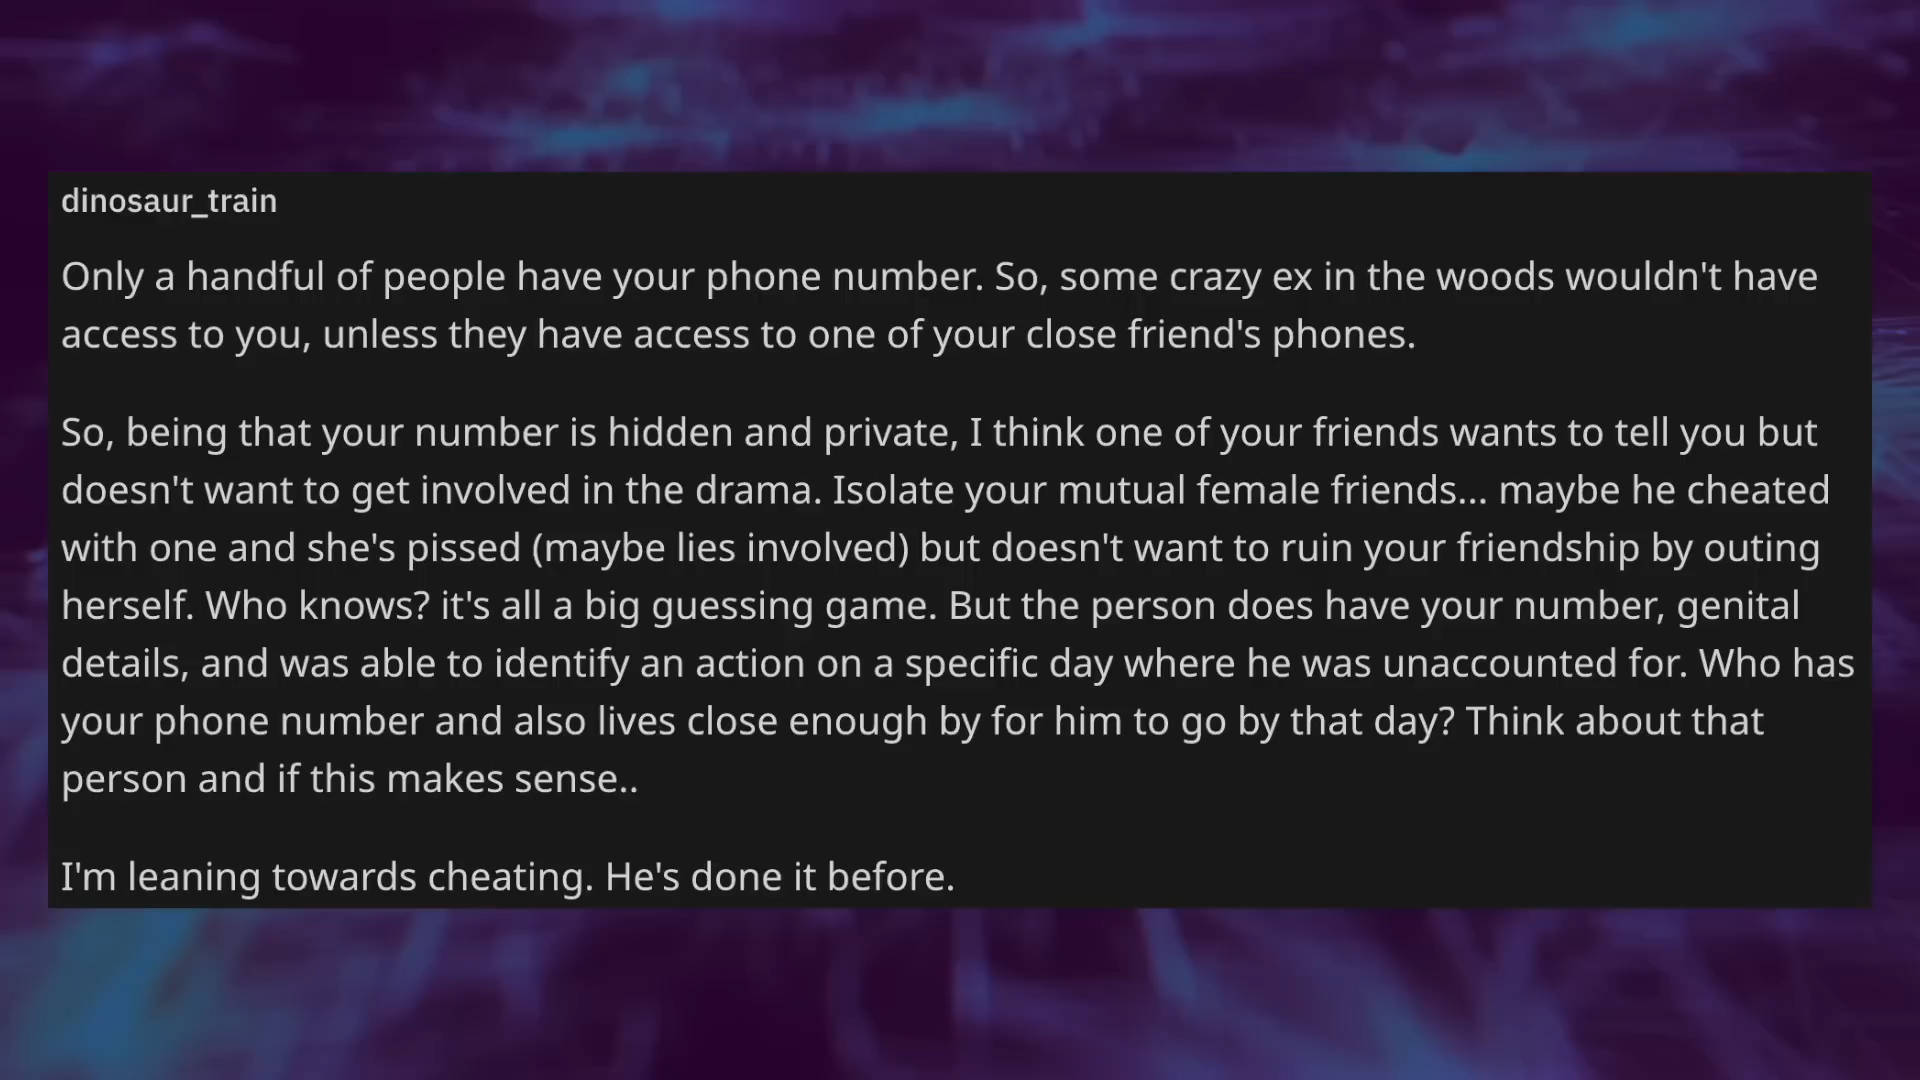 dinosaur_train
Only a handful of people have your phone number. So, some crazy ex in the woods wouldn't have
access to you, unless they have access to one of your close friend's phones.
So, being that your number is hidden and private, I think one of your friends wants to tell you but
doesn't want to get involved in the drama. Isolate your mutual female friends... maybe he cheated
with one and she's pissed (maybe lies involved) but doesn't want to ruin your friendship by outing
herself. Who knows? it's all a big guessing game. But the person does have your number, genital
details, and was able to identify an action on a specific day where he was unaccounted for. Who has
your phone number and also lives close enough by for him to go by that day? Think about that
person and if this makes sense..
I'm leaning towards cheating. He's done it before.